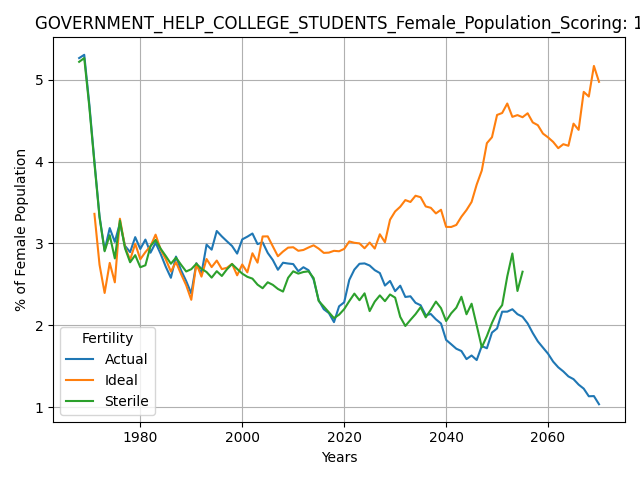 GOVERNMENT_HELP_COLLEGE_STUDENTS_Female_Population_Scoring: 1
% of Female Population
5
4
3
2
1
Fertility
Actual
Ideal
Sterile
1980 2000 2020 2040 2060
Years